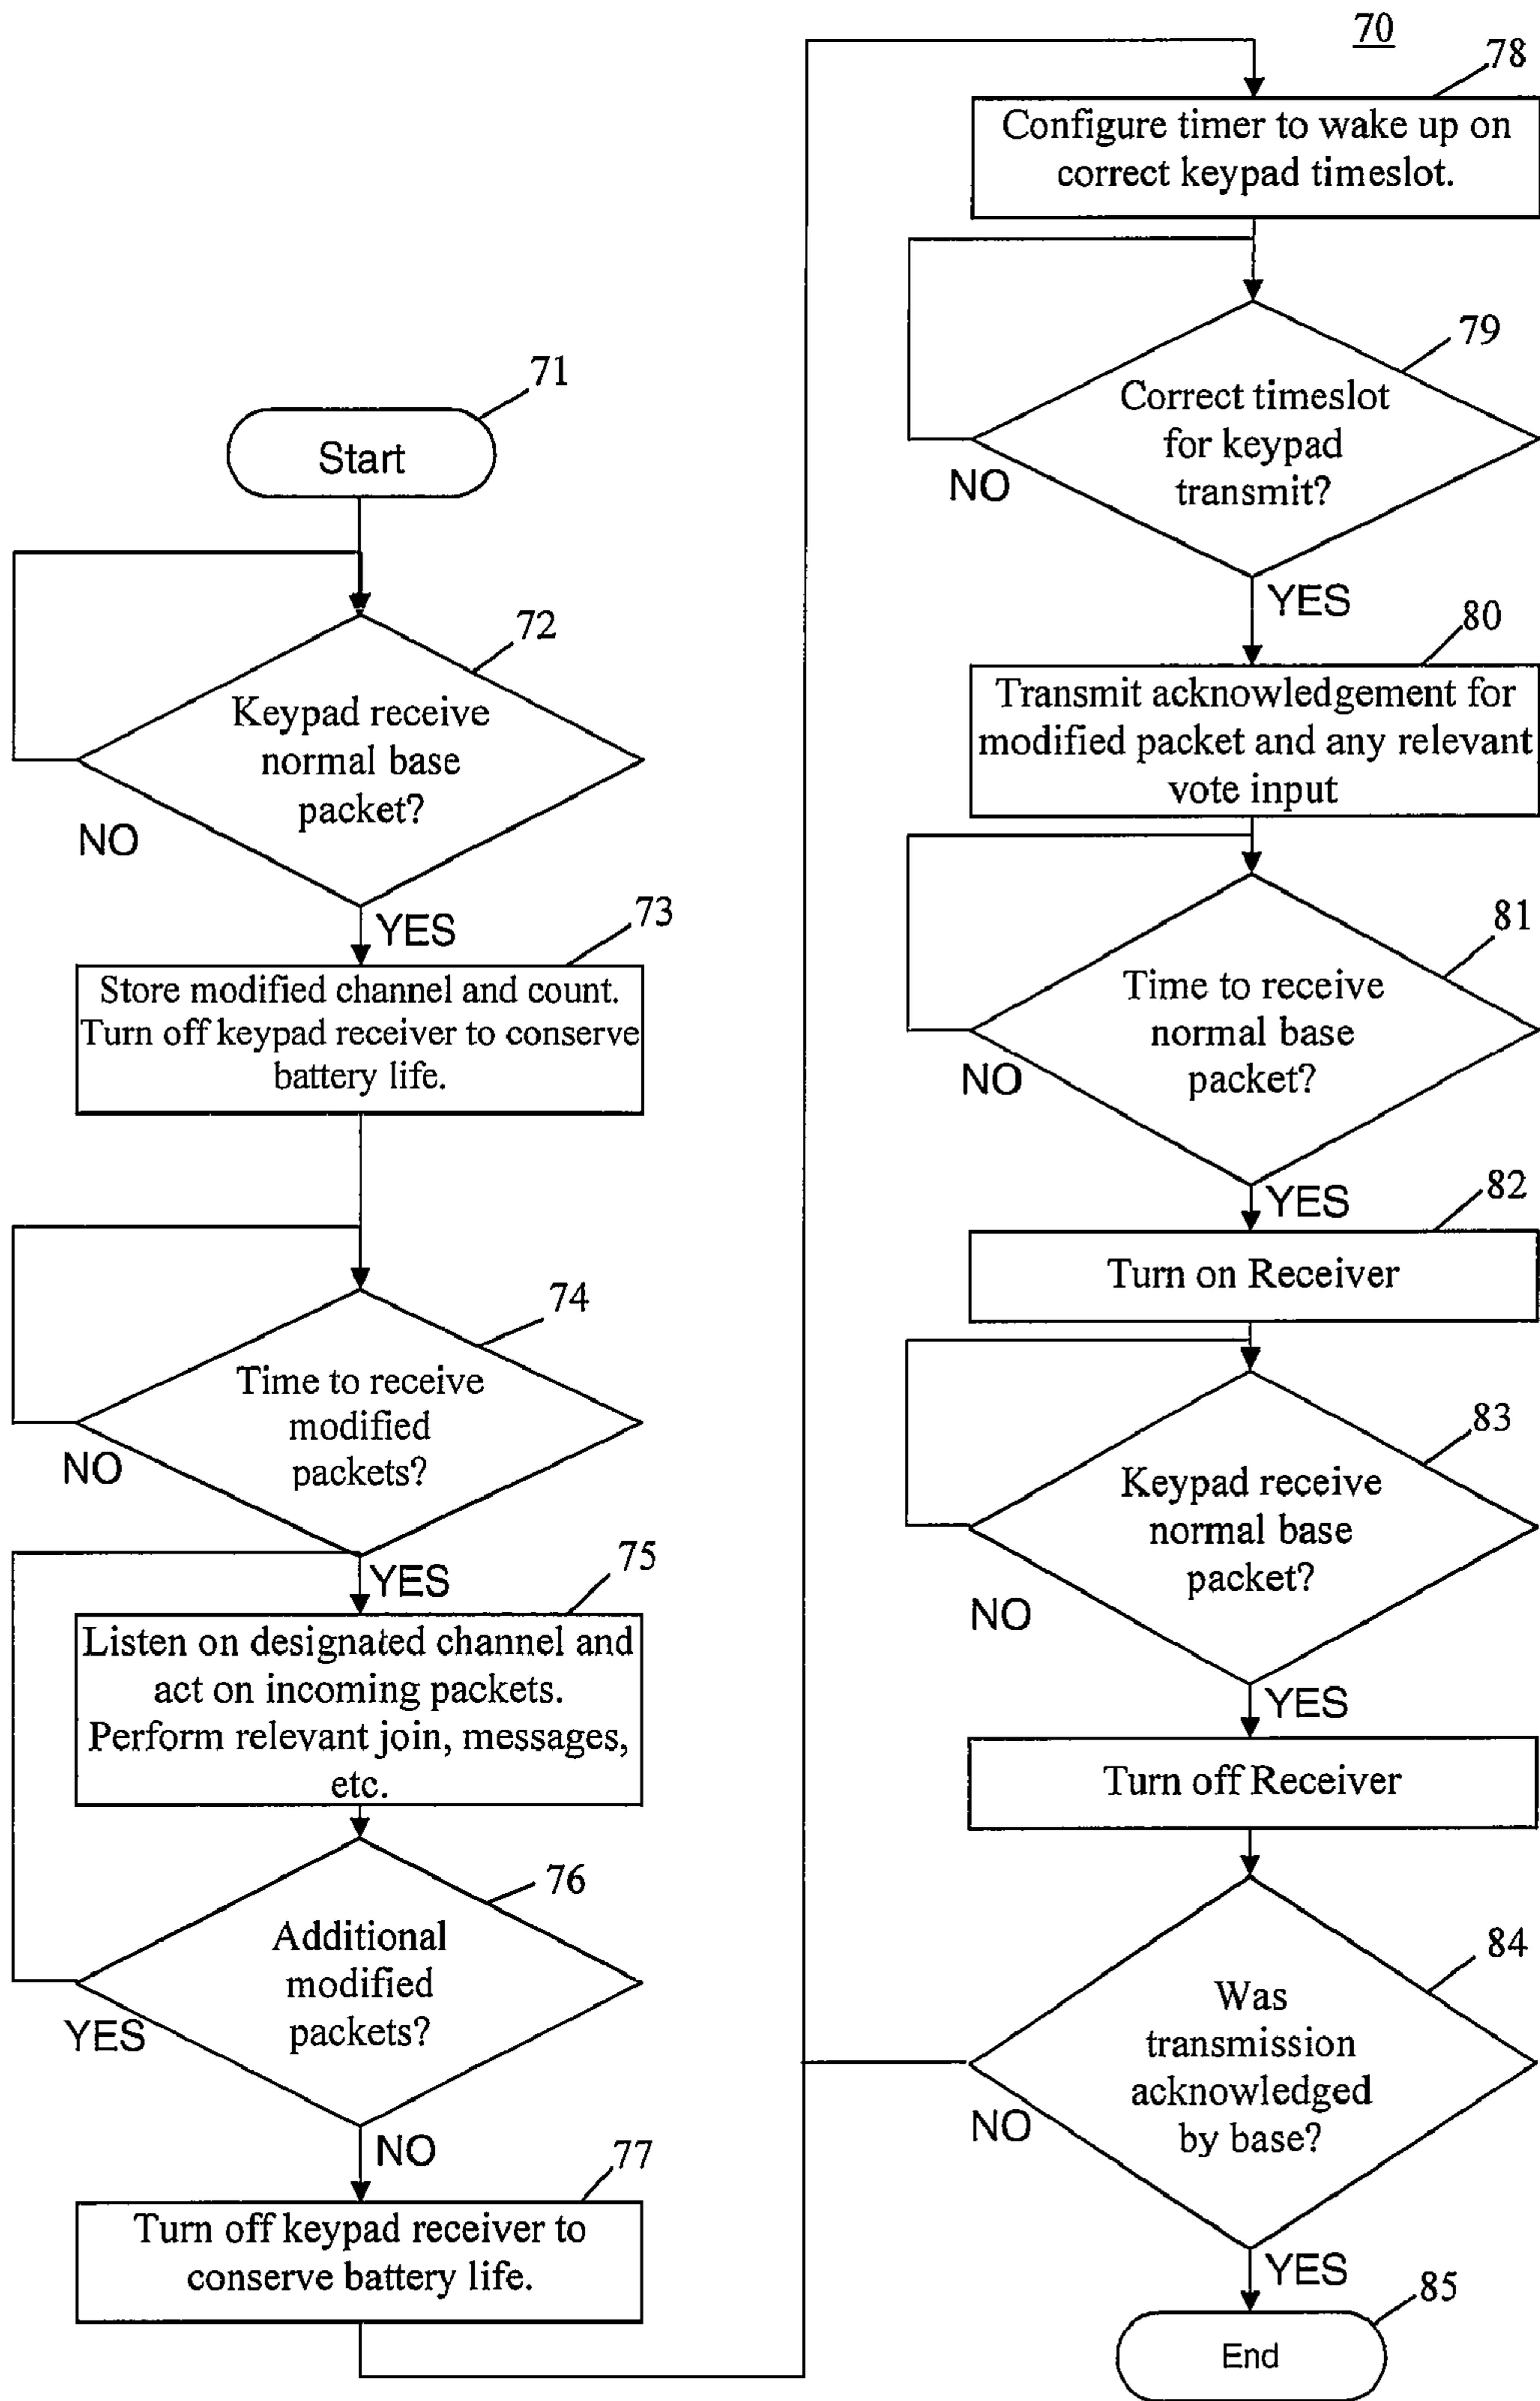 70
71
Start
72
Keypad receive
normal base
packet?
NO
YES
73
Store modified channel and count.
Turn off keypad receiver to conserve
battery life.
74
Time to receive
modified
packets?
NO
YES
75
Listen on designated channel and
act on incoming packets.
Perform relevant join, messages,
etc.
76
Additional
modified
packets?
YES
NO
77
Turn off keypad receiver to
conserve battery life.
78
Configure timer to wake up on
correct keypad timeslot.
79
Correct timeslot
for keypad
transmit?
NO
YES
80
Transmit acknowledgement for
modified packet and any relevant
vote input
81
Time to receive
normal base
packet?
NO
YES
82
Turn on Receiver
83
Keypad receive
normal base
packet?
NO
YES
Turn off Receiver
84
Was
transmission
acknowledged
by base?
NO
YES
85
End